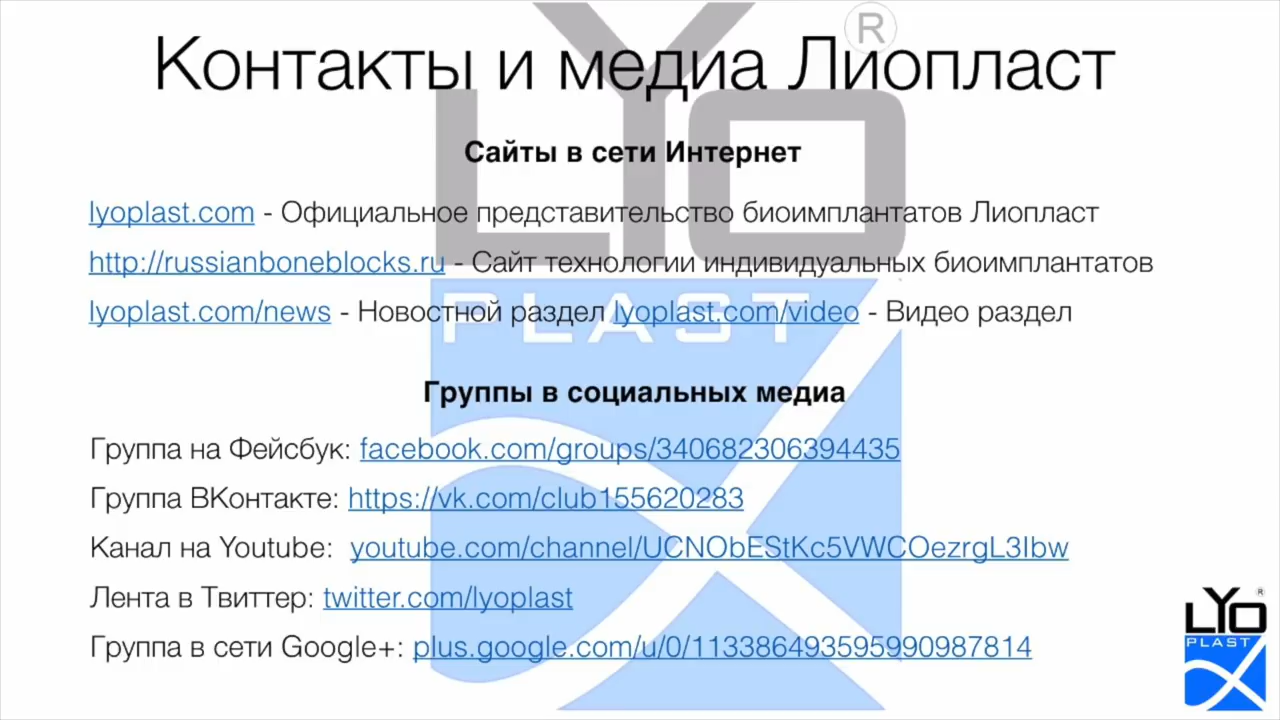 Контакты и медиа Лиопласт
Сайты в сети Интернет
lyoplast.com - Официальное представительство биоимплантатов Лиопласт
http://russianboneblocks.ru - Сайт технологии индивидуальных биоимплантатов
lyoplast.com/news - Новостной раздел lyoplast.com/video - Видео раздел
Группы в социальных медиа
Группа на Фейсбук: facebook.com/groups/340682306394435
Группа ВКонтакте: https://vk.com/club155620283
Канал на Youtube: youtube.com/channel/UCNObEStKc5VWCOezrgL3Ibw
Лента в Твиттер: twitter.com/lyoplast
Группа в сети Google+: plus.google.com/u/0/113386493595990987814
LYO
PLAST
®
LYO
PLAST
®